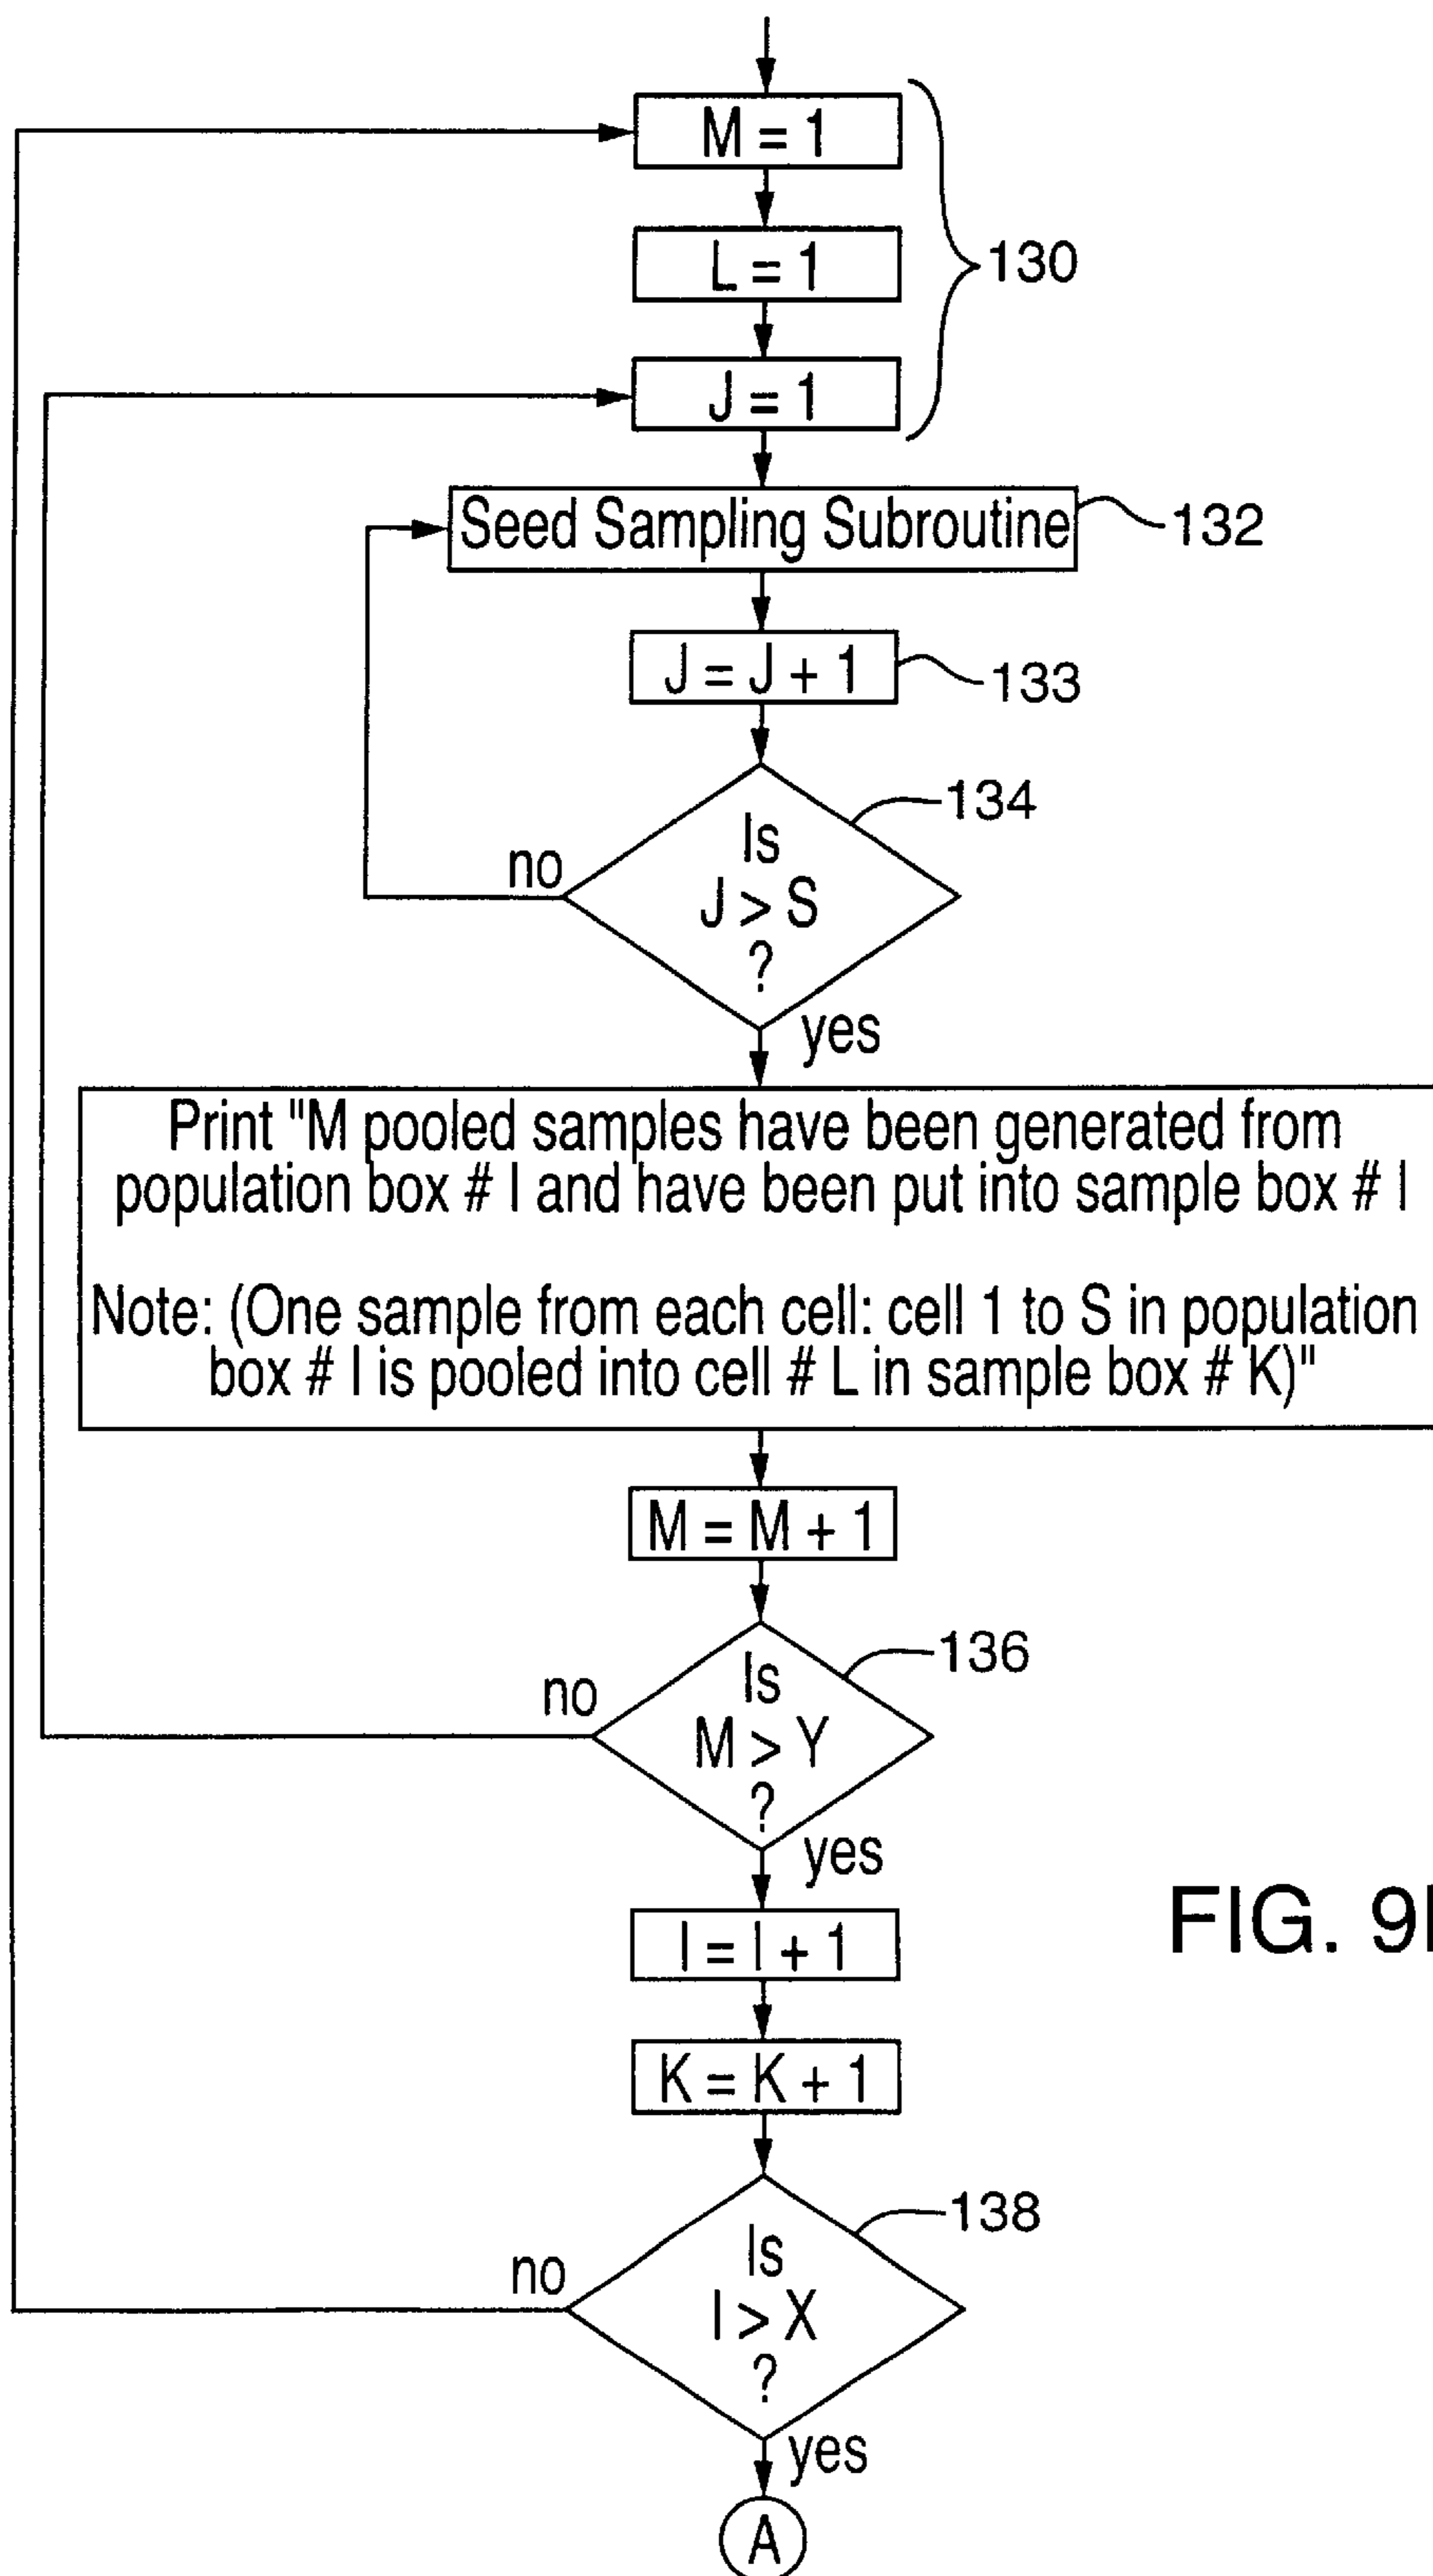 M = 1
L = 1
130
J = 1
Seed Sampling Subroutine
132
J = J + 1
133
134
Is
J > S
?
no
yes
Print "M pooled samples have been generated from
population box # I and have been put into sample box # I
Note: (One sample from each cell: cell 1 to S in population
box # I is pooled into cell # L in sample box # K)"
M = M + 1
136
Is
M > Y
?
no
yes
I = I + 1
FIG. 9
K = K + 1
138
Is
I > X
?
no
yes
A